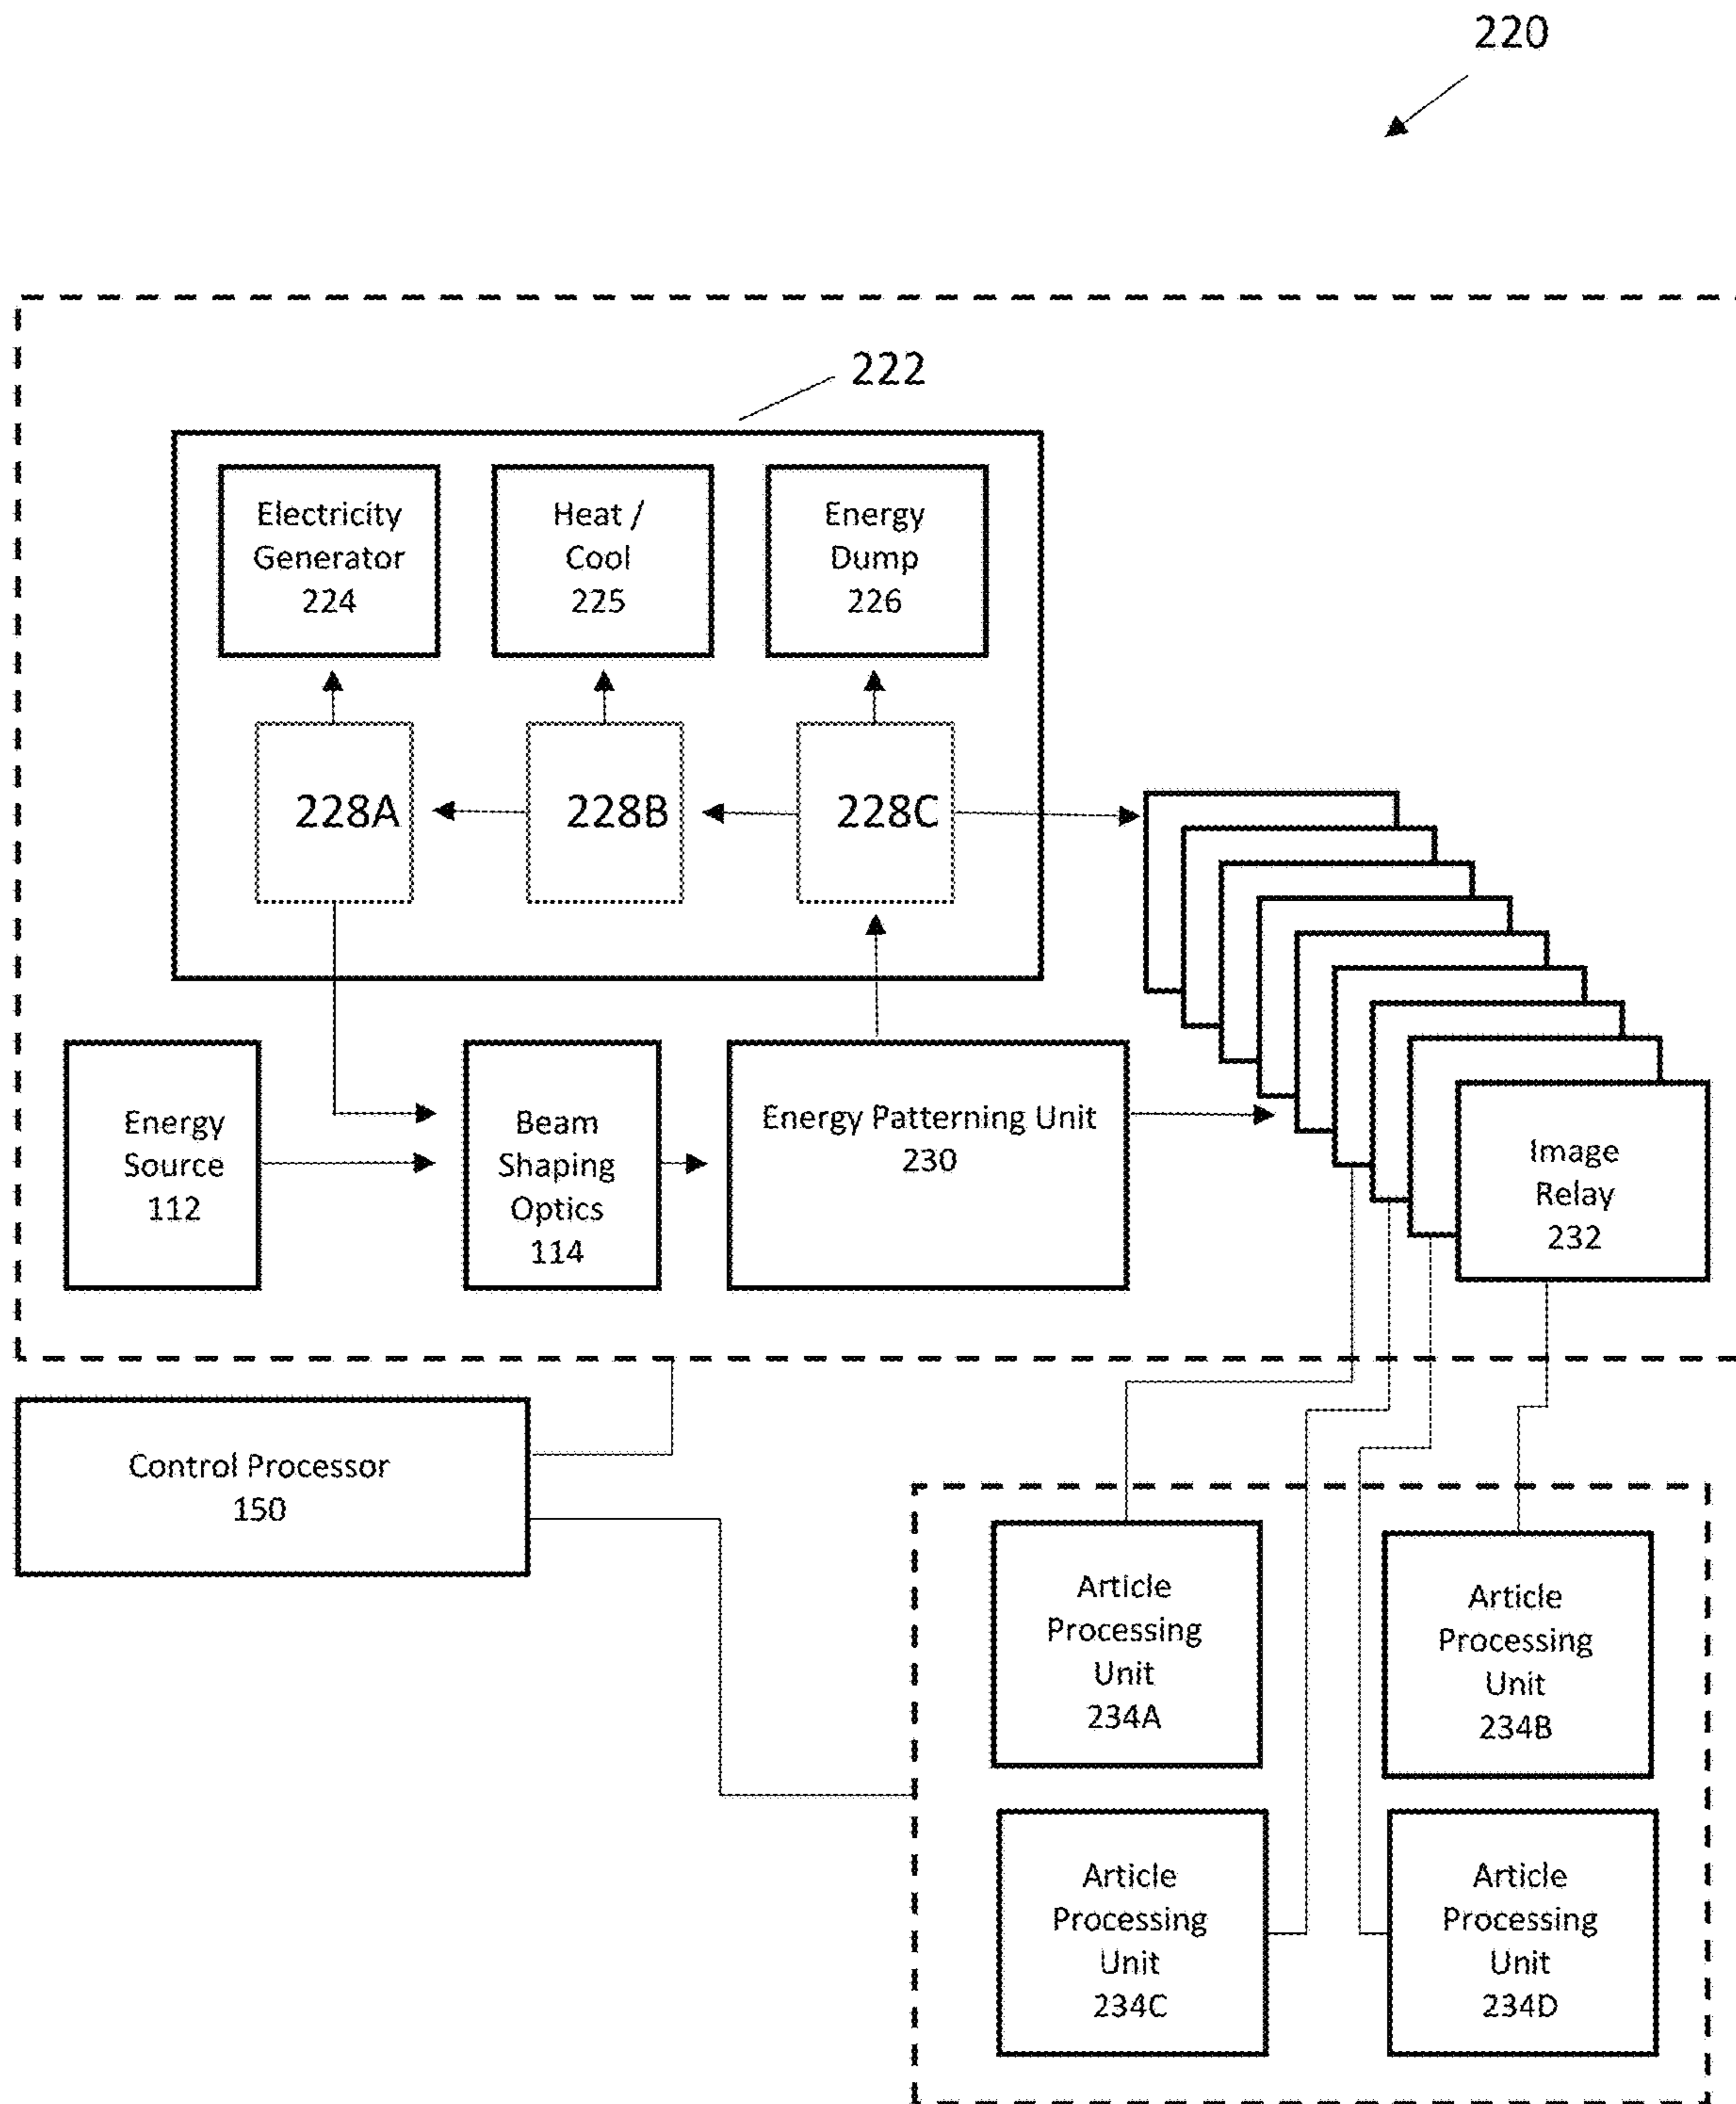 220
222
Electricity
Generator
224
Heat /
Cool
225
Energy
Dump
226
228A
228B
228C
Energy
Source
112
Beam
Shaping
Optics
114
Energy Patterning Unit
230
Image
Relay
232
Control Processor
150
Article
Processing
Unit
234A
Article
Processing
Unit
234B
Article
Processing
Unit
234C
Article
Processing
Unit
234D